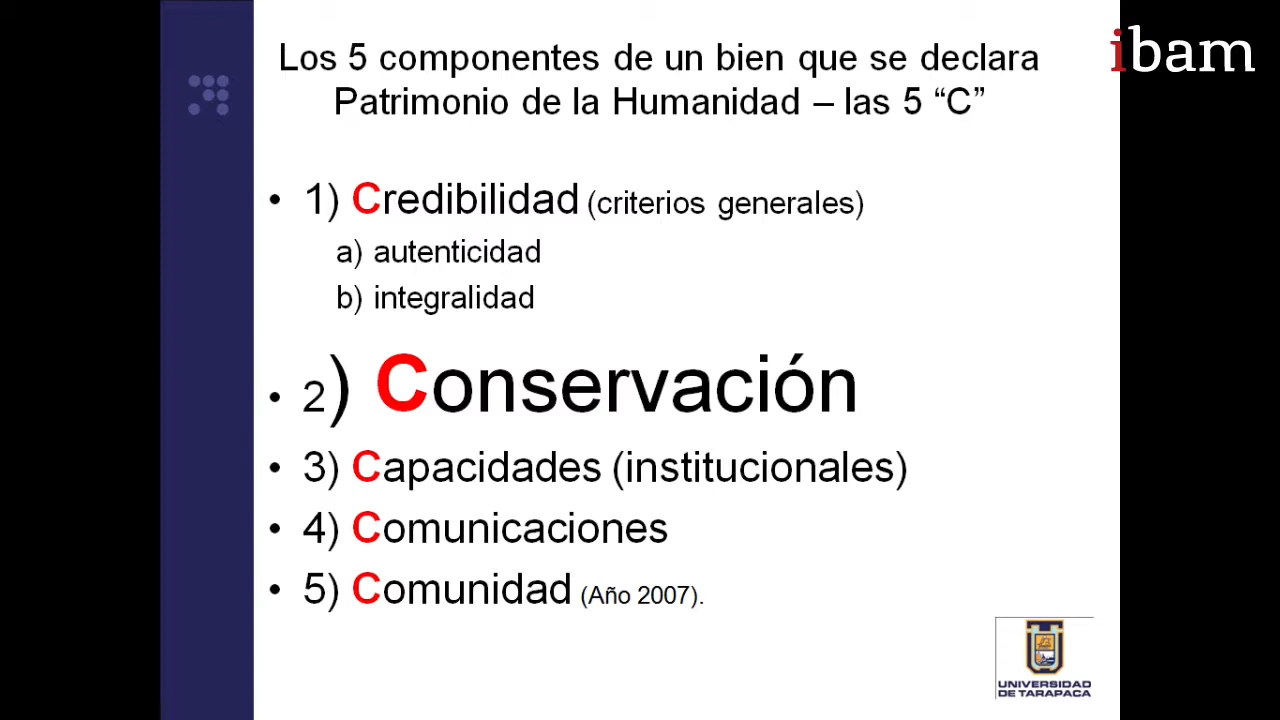 Los 5 componentes de un bien que se declara
Patrimonio de la Humanidad – las 5 “C”
ibam
• 1) Credibilidad (criterios generales)
a) autenticidad
b) integralidad
• 2) Conservación
• 3) Capacidades (institucionales)
• 4) Comunicaciones
• 5) Comunidad (Año 2007).
UNIVERSIDAD
DE TARAPACA